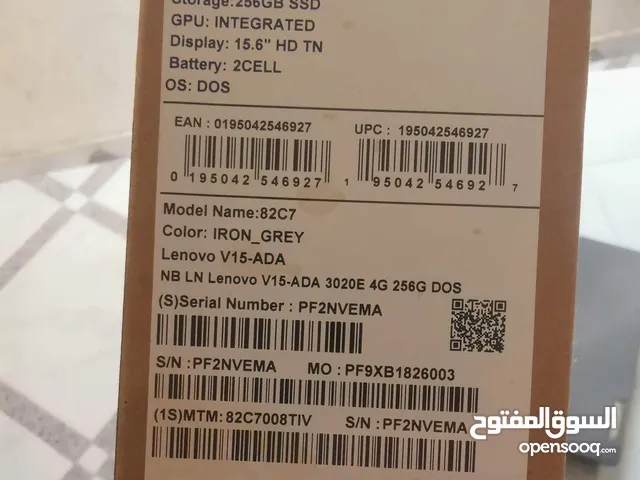 Storage:256GB SSD
GPU: INTEGRATED
Display: 15.6" HD TN
Battery: 2CELL
OS: DOS
EAN : 0195042546927
UPC : 195042546927
0 195042 546927
1 95042 54692 7
Model Name:82C7
Color: IRON_GREY
Lenovo V15-ADA
NB LN Lenovo V15-ADA 3020E 4G 256G DOS
(S)Serial Number : PF2NVEMA
S/N :PF2NVEMA MO : PF9XB1826003
(1S)MTM:82C7008TIV S/N :PF2NVEMA
السوق المفتوح
opensooq.com